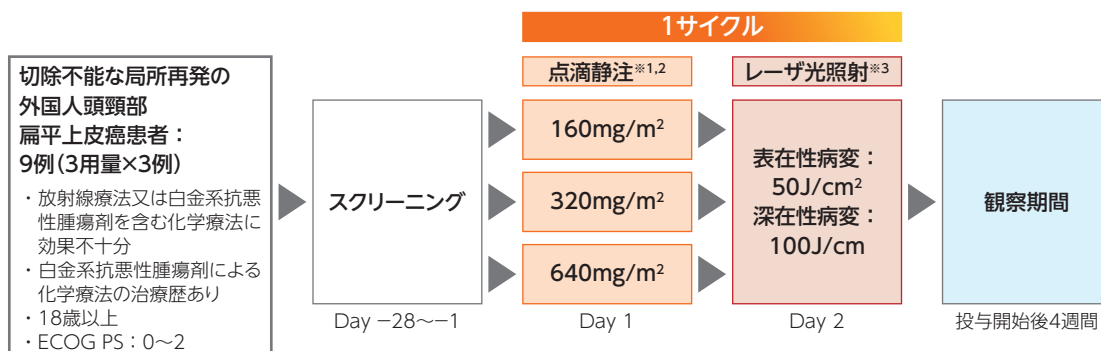 1サイクル
切除不能な局所再発の
外国人頭頸部
扁平上皮癌患者：
9例(3用量×3例)
・放射線療法又は白金系抗悪
性腫瘍剤を含む化学療法に
効果不十分
・白金系抗悪性腫瘍剤による
化学療法の治療歴あり
・18歳以上
・ECOG PS：0〜2
スクリーニング
Day −28〜−1
点滴静注※1,2
160mg/m²
320mg/m²
640mg/m²
Day 1
レーザ光照射※3
表在性病変：
50J/cm²
深在性病変：
100J/cm
Day 2
観察期間
投与開始後4週間